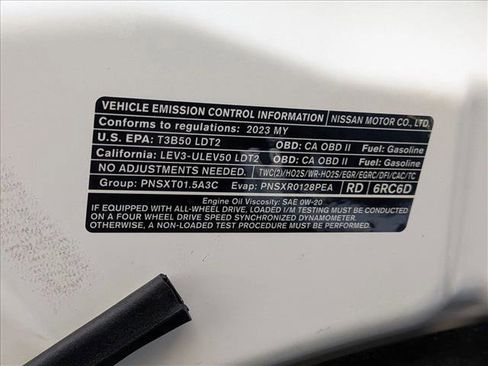 VEHICLE EMISSION CONTROL INFORMATION NISSAN MOTOR CO., LTD.
Conforms to regulations: 2023 MY
U.S. EPA: T3B50 LDT2 OBD: CA OBD II Fuel: Gasoline
California: LEV3-ULEV50 LDT2 OBD: CA OBD II Fuel: Gasoline
NO ADJUSTMENTS NEEDED. TWC(2)/HO2S/WR-HO2S/EGR/EGRC/DFI/CAC/TC
Group: PNSXT01.5A3C Evap: PNSXR0128PEA RD 6RC6D
Engine Oil Viscosity: SAE 0W-20
IF EQUIPPED WITH ALL-WHEEL DRIVE, LOADED I/M TESTING MUST BE CONDUCTED
ON A FOUR WHEEL DRIVE SPEED SYNCHRONIZED DYNAMOMETER.
OTHERWISE, A NON-LOADED TEST PROCEDURE MUST BE CONDUCTED.